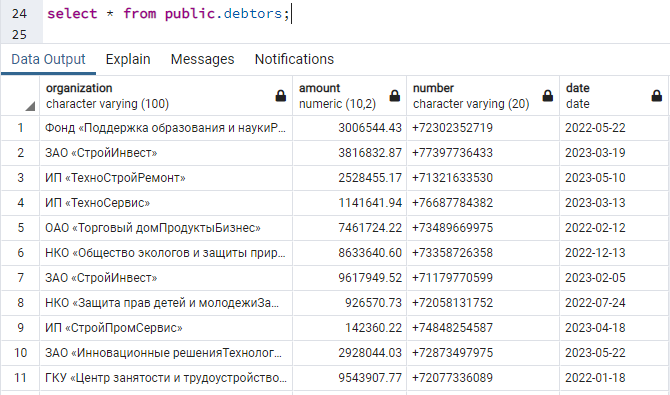 24 select * from public.debtors;
25
Data Output Explain Messages Notifications
organization amount number date
character varying (100) numeric (10,2) character varying (20) date
1 Фонд «Поддержка образования и наукиР... 3006544.43 +72302352719 2022-05-22
2 ЗАО «СтройИнвест» 3816832.87 +77397736433 2023-03-19
3 ИП «ТехноСтройРемонт» 2528455.17 +71321633530 2023-05-10
4 ИП «ТехноСервис» 1141641.94 +76687784382 2023-03-13
5 ОАО «Торговый домПродуктыБизнес» 7461724.22 +73489669975 2022-02-12
6 НКО «Общество экологов и защиты прир... 8633640.60 +73358726358 2022-12-13
7 ЗАО «СтройИнвест» 9617949.52 +71179770599 2023-02-05
8 НКО «Защита прав детей и молодежиЗа... 926570.73 +72058131752 2022-07-24
9 ИП «СтройПромСервис» 142360.22 +74848254587 2023-04-18
10 ЗАО «Инновационные решенияТехнолог... 2928044.03 +72873497975 2023-05-22
11 ГКУ «Центр занятости и трудоустройство... 9543907.77 +72077336089 2022-01-18